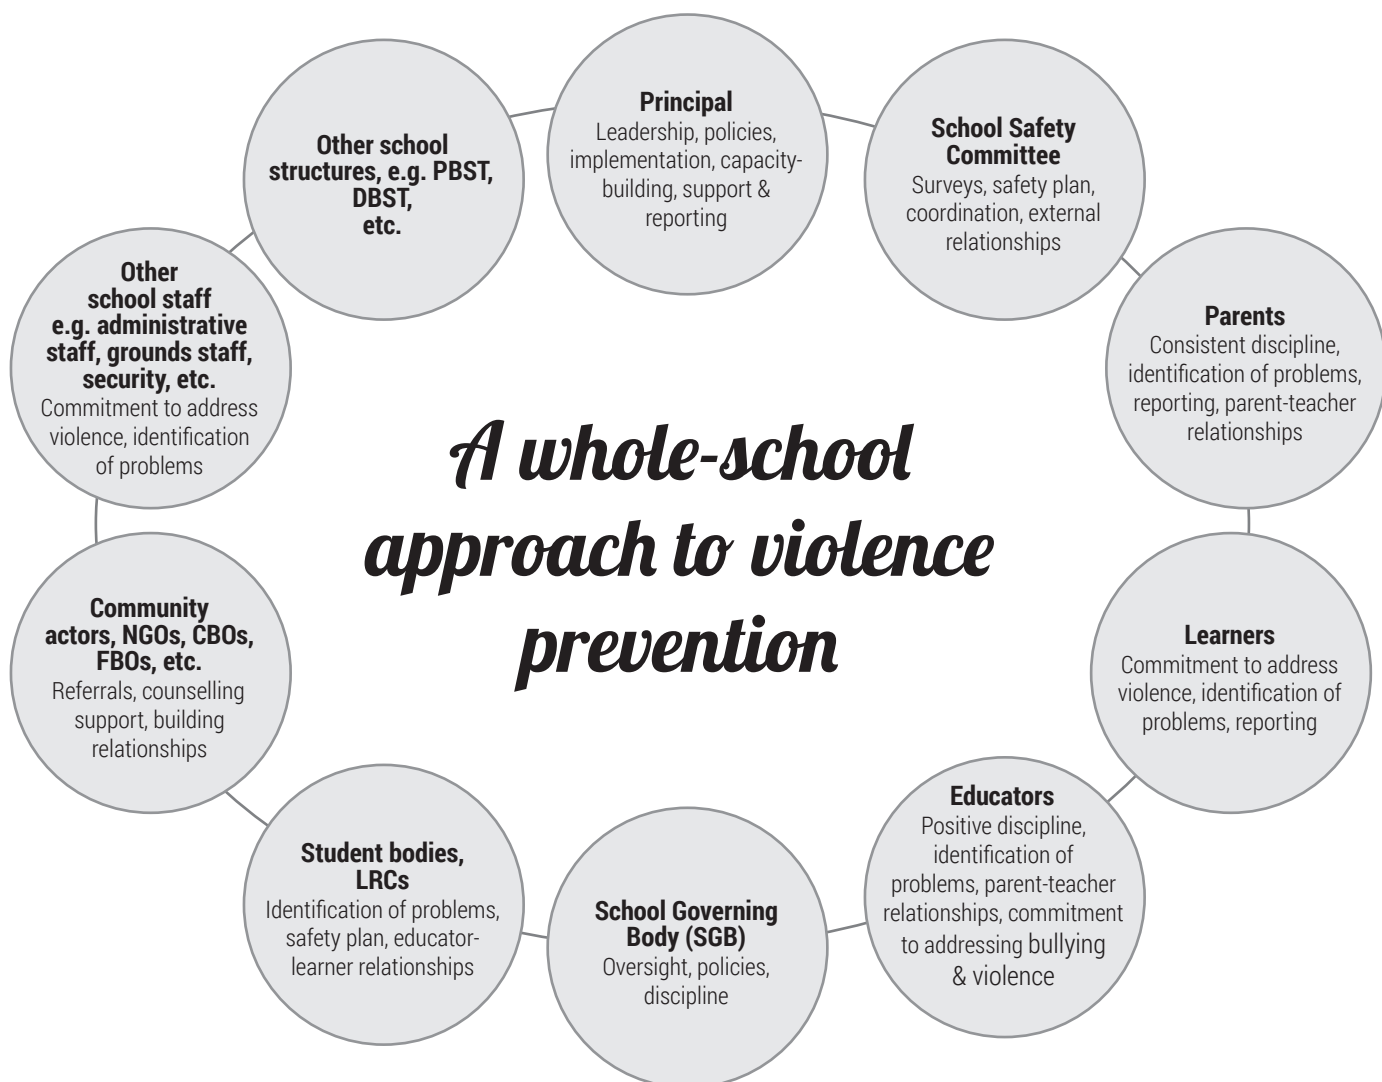 Principal
Leadership, policies,
implementation, capacity-
building, support &
reporting
School Safety
Committee
Surveys, safety plan,
coordination, external
relationships
Parents
Consistent discipline,
identification of problems,
reporting, parent-teacher
relationships
Learners
Commitment to address
violence, identification of
problems, reporting
Educators
Positive discipline,
identification of
problems, parent-teacher
relationships, commitment
to addressing bullying
& violence
School Governing
Body (SGB)
Oversight, policies,
discipline
Student bodies,
LRCs
Identification of problems,
safety plan, educator-
learner relationships
Community
actors, NGOs, CBOs,
FBOs, etc.
Referrals, counselling
support, building
relationships
Other
school staff
e.g. administrative
staff, grounds staff,
security, etc.
Commitment to address
violence, identification
of problems
Other school
structures, e.g. PBST,
DBST,
etc.
A whole-school
approach to violence
prevention